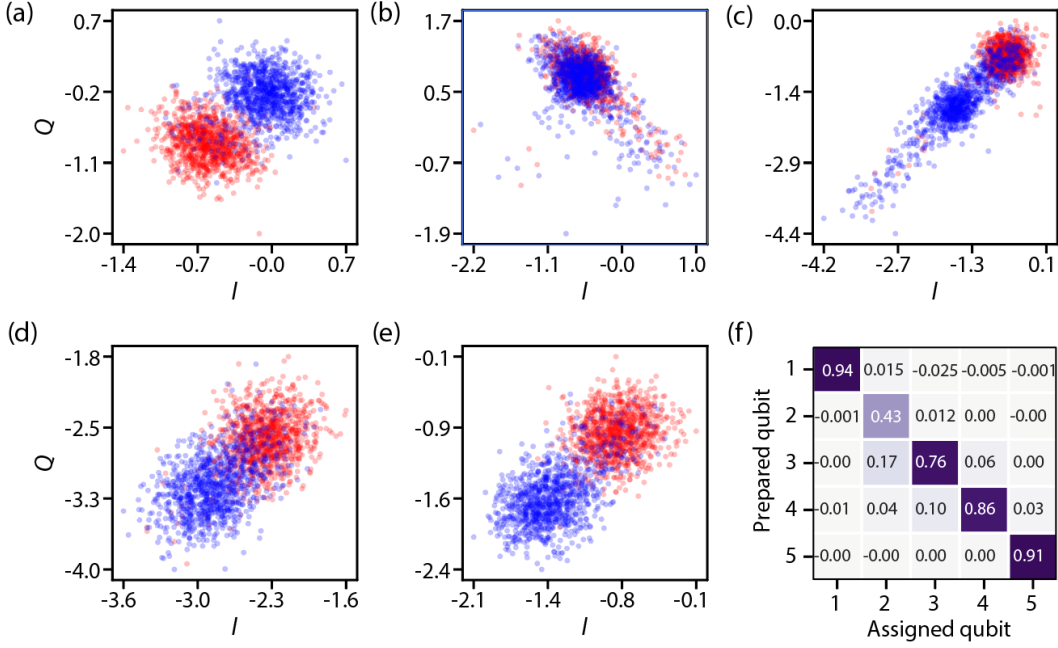 (a)
0.7
-0.2
-1.1
-2.0
Q
-1.4 -0.7 -0.0 0.7
I
(b)
1.7
0.5
-0.7
-1.9
-2.2 -1.1 -0.0 1.0
I
(c)
0.0
-1.4
-2.9
-4.4
-4.2 -2.7 -1.3 0.1
I
(d)
-1.8
-2.5
-3.3
-4.0
Q
-3.6 -3.0 -2.3 -1.6
I
(e)
-0.1
-0.9
-1.6
-2.4
-2.1 -1.4 -0.8 -0.1
I
(f)
Prepared qubit
1 0.94 0.015 -0.025 -0.005 -0.001
2 -0.001 0.43 0.012 0.00 -0.00
3 -0.00 0.17 0.76 0.06 0.00
4 -0.01 0.04 0.10 0.86 0.03
5 -0.00 -0.00 0.00 0.00 0.91
1 2 3 4 5
Assigned qubit